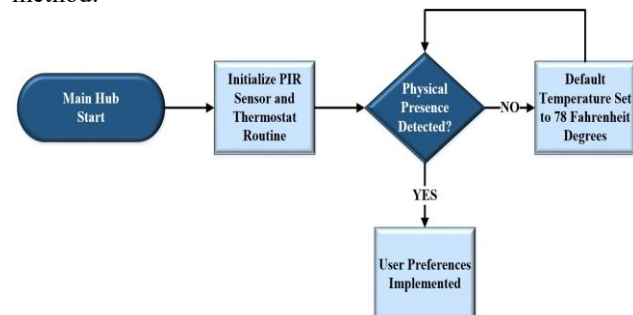 method.
Main Hub
Start
Initialize PIR
Sensor and
Thermostat
Routine
Physical
Presence
Detected?
NO
Default
Temperature Set
to 78 Fahrenheit
Degrees
YES
User Preferences
Implemented